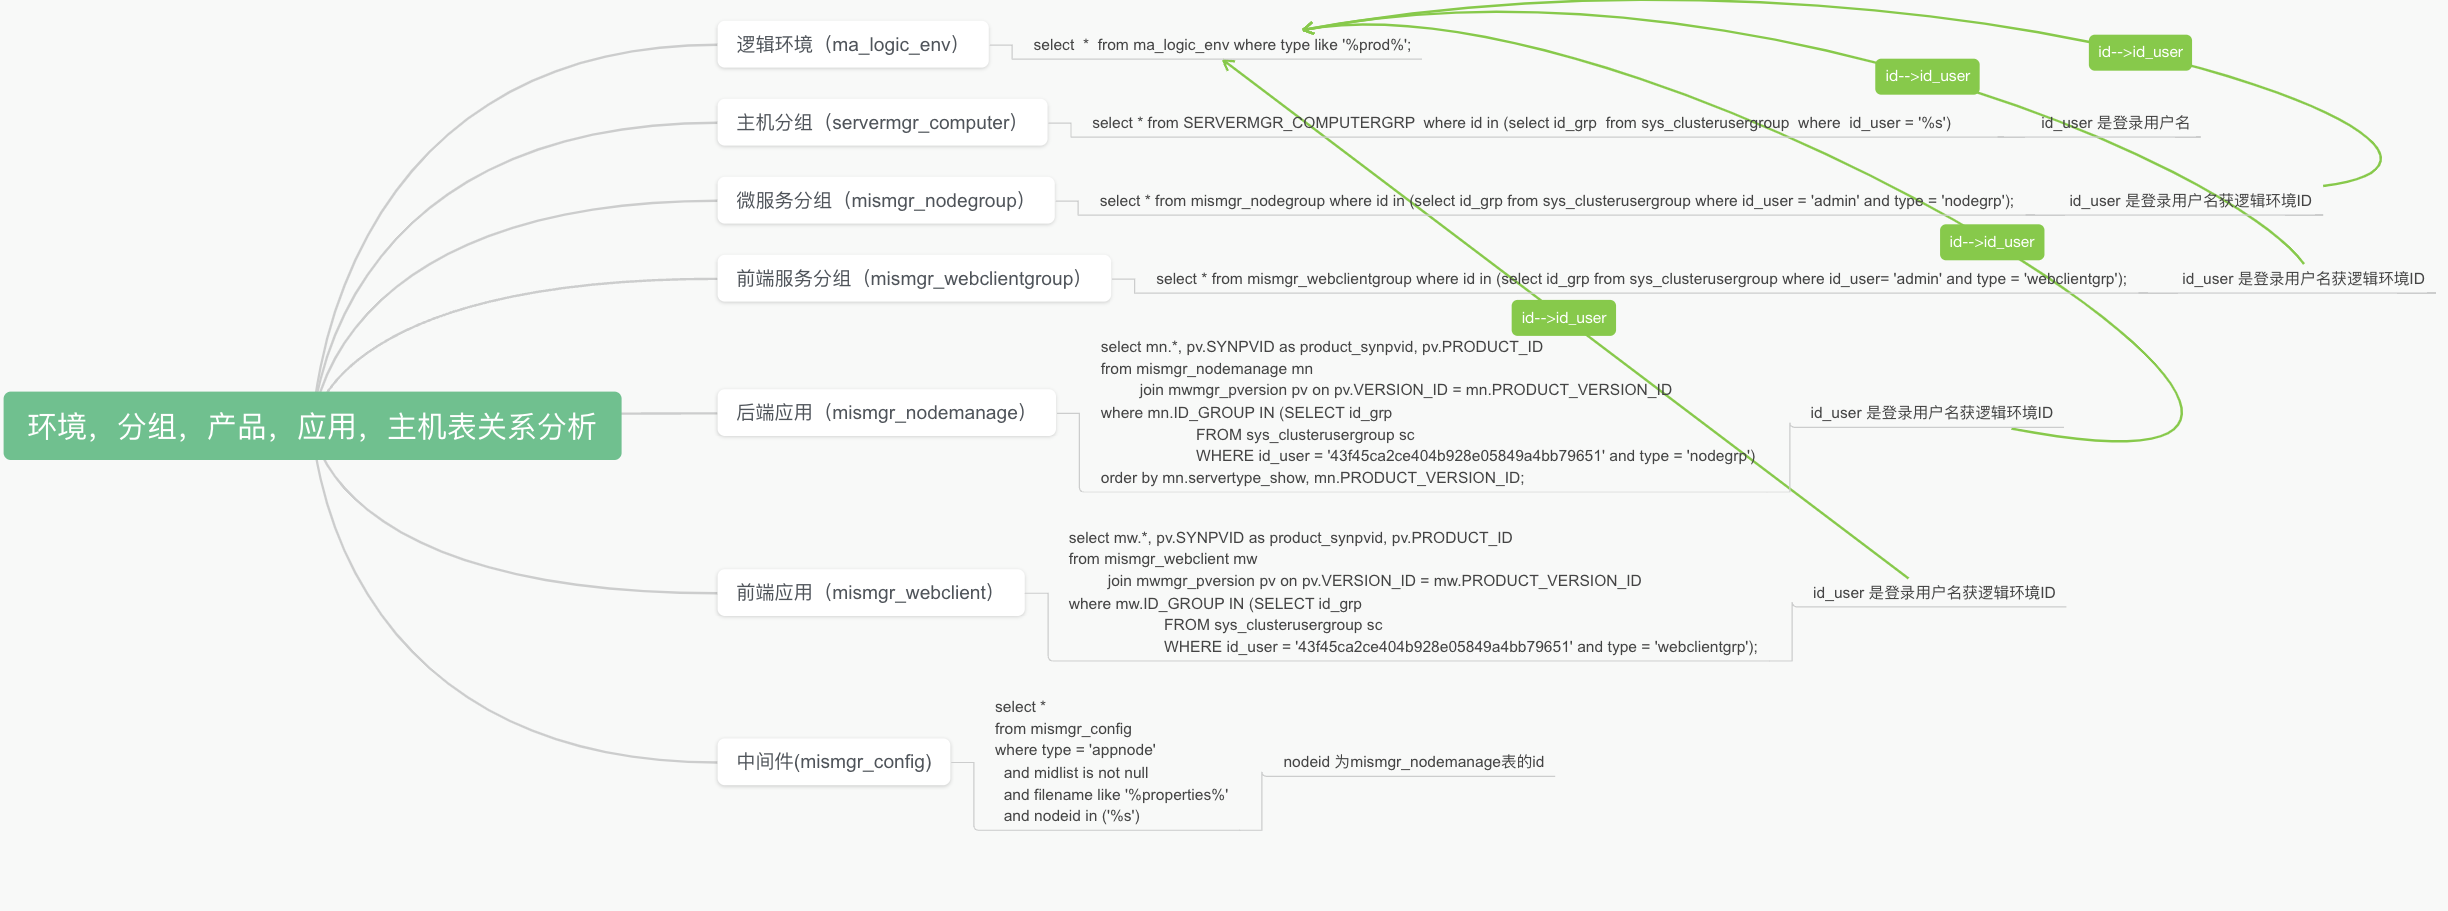 环境，分组，产品，应用，主机表关系分析
逻辑环境（ma_logic_env）
select  *  from ma_logic_env where type like '%prod%';
id-->id_user
id-->id_user
主机分组（servermgr_computer）
select * from SERVERMGR_COMPUTERGRP  where id in (select id_grp  from sys_clusterusergroup  where  id_user = '%s')
id_user 是登录用户名
微服务分组（mismgr_nodegroup）
select * from mismgr_nodegroup where id in (select id_grp from sys_clusterusergroup where id_user = 'admin' and type = 'nodegrp');
id_user 是登录用户名获逻辑环境ID
id-->id_user
前端服务分组（mismgr_webclientgroup）
select * from mismgr_webclientgroup where id in (select id_grp from sys_clusterusergroup where id_user= 'admin' and type = 'webclientgrp');
id_user 是登录用户名获逻辑环境ID
id-->id_user
后端应用（mismgr_nodemanage）
select mn.*, pv.SYNPVID as product_synpvid, pv.PRODUCT_ID
from mismgr_nodemanage mn
join mwmgr_pversion pv on pv.VERSION_ID = mn.PRODUCT_VERSION_ID
where mn.ID_GROUP IN (SELECT id_grp
FROM sys_clusterusergroup sc
WHERE id_user = '43f45ca2ce404b928e05849a4bb79651' and type = 'nodegrp')
order by mn.servertype_show, mn.PRODUCT_VERSION_ID;
id_user 是登录用户名获逻辑环境ID
前端应用（mismgr_webclient）
select mw.*, pv.SYNPVID as product_synpvid, pv.PRODUCT_ID
from mismgr_webclient mw
join mwmgr_pversion pv on pv.VERSION_ID = mw.PRODUCT_VERSION_ID
where mw.ID_GROUP IN (SELECT id_grp
FROM sys_clusterusergroup sc
WHERE id_user = '43f45ca2ce404b928e05849a4bb79651' and type = 'webclientgrp');
id_user 是登录用户名获逻辑环境ID
中间件(mismgr_config)
select *
from mismgr_config
where type = 'appnode'
and midlist is not null
and filename like '%properties%'
and nodeid in ('%s')
nodeid 为mismgr_nodemanage表的id